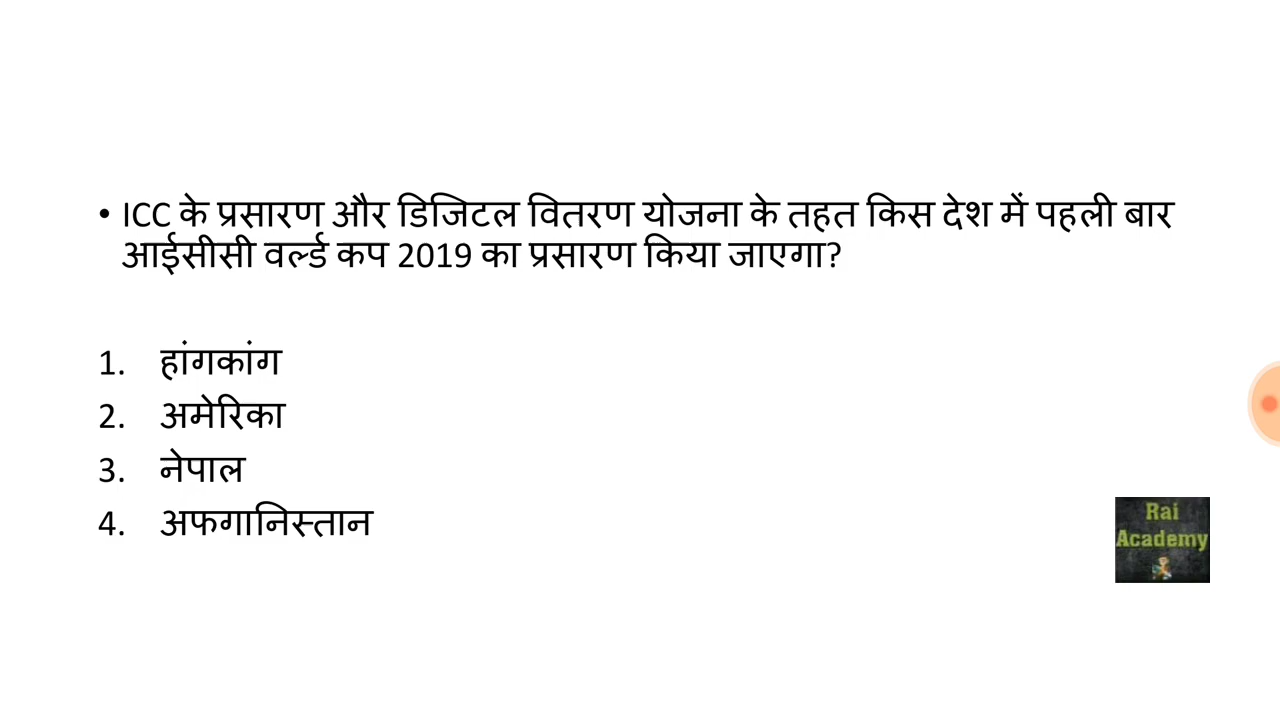 • ICC के प्रसारण और डिजिटल वितरण योजना के तहत किस देश में पहली बार
आईसीसी वर्ल्ड कप 2019 का प्रसारण किया जाएगा?
1. हांगकांग
2. अमेरिका
3. नेपाल
4. अफगानिस्तान
Rai
Academy